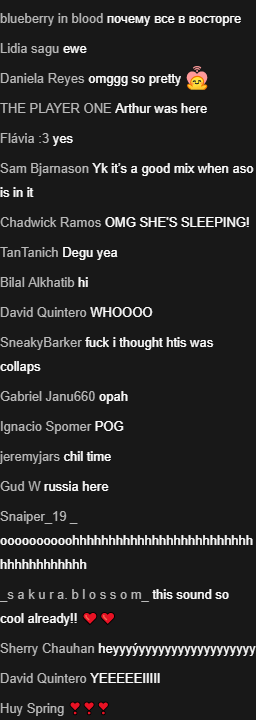 blueberry in blood почему все в восторге
Lidia sagu ewe
Daniela Reyes omggg so pretty
THE PLAYER ONE Arthur was here
Flávia :3 yes
Sam Bjarnason Yk it's a good mix when aso
is in it
Chadwick Ramos OMG SHE'S SLEEPING!
TanTanich Degu yea
Bilal Alkhatib hi
David Quintero WHOOOO
SneakyBarker fuck i thought htis was
collaps
Gabriel Janu660 opah
Ignacio Spomer POG
jeremyjars chil time
Gud W russia here
Snaiper_19 _
oooooooooohhhhhhhhhhhhhhhhhhhhhhhhh
hhhhhhhhhhhh
_s a k u r a. b l o s s o m_ this sound so
cool already!! ❤️❤️
Sherry Chauhan heyyyýyyyyyyyyyyyyyyyyyy
David Quintero YEEEEEIIIII
Huy Spring ❣️❣️❣️